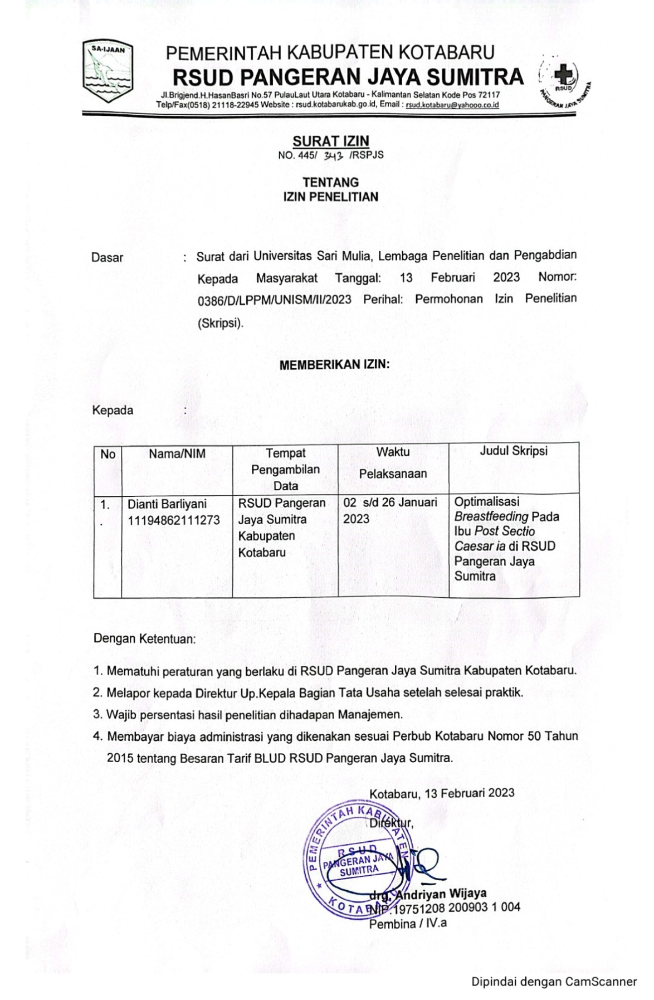 SA-IJAAN
PEMERINTAH KABUPATEN KOTABARU
RSUD PANGERAN JAYA SUMITRA
Jl.Brigjend.H.HasanBasri No.57 PulauLaut Utara Kotabaru - Kalimantan Selatan Kode Pos 72117
Telp/Fax(0518) 21118-22945 Website : rsud.kotabarukab.go.id, Email : rsud.kotabaru@yahooo.co.id
RSUD
PANGERAN JAYA SUMITRA
SURAT IZIN
NO. 445/ 343 /RSPJS
TENTANG
IZIN PENELITIAN
Dasar : Surat dari Universitas Sari Mulia, Lembaga Penelitian dan Pengabdian
Kepada Masyarakat Tanggal: 13 Februari 2023 Nomor:
0386/D/LPPM/UNISM/II/2023 Perihal: Permohonan Izin Penelitian
(Skripsi).
MEMBERIKAN IZIN:
Kepada :
No
Nama/NIM
Tempat
Pengambilan
Data
Waktu
Pelaksanaan
Judul Skripsi
1.
.
Dianti Barliyani
11194862111273
RSUD Pangeran
Jaya Sumitra
Kabupaten
Kotabaru
02 s/d 26 Januari
2023
Optimalisasi
Breastfeeding Pada
Ibu Post Sectio
Caesar ia di RSUD
Pangeran Jaya
Sumitra
Dengan Ketentuan:
1. Mematuhi peraturan yang berlaku di RSUD Pangeran Jaya Sumitra Kabupaten Kotabaru.
2. Melapor kepada Direktur Up.Kepala Bagian Tata Usaha setelah selesai praktik.
3. Wajib persentasi hasil penelitian dihadapan Manajemen.
4. Membayar biaya administrasi yang dikenakan sesuai Perbub Kotabaru Nomor 50 Tahun
2015 tentang Besaran Tarif BLUD RSUD Pangeran Jaya Sumitra.
Kotabaru, 13 Februari 2023
Direktur,
PEMERINTAH KABUPATEN
RSUD
PANGERAN JAYA
SUMITRA
KOTABARU
drg. Andriyan Wijaya
NIP.19751208 200903 1 004
Pembina / IV.a
Dipindai dengan CamScanner